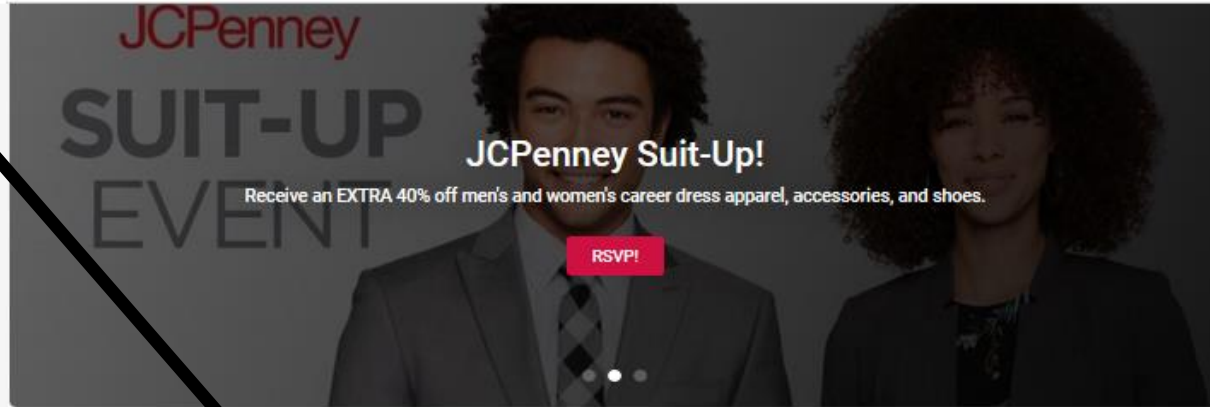 JCPenney
SUIT-UP
EVENT
JCPenney Suit-Up!
Receive an EXTRA 40% off men's and women's career dress apparel, accessories, and shoes.
RSVP!